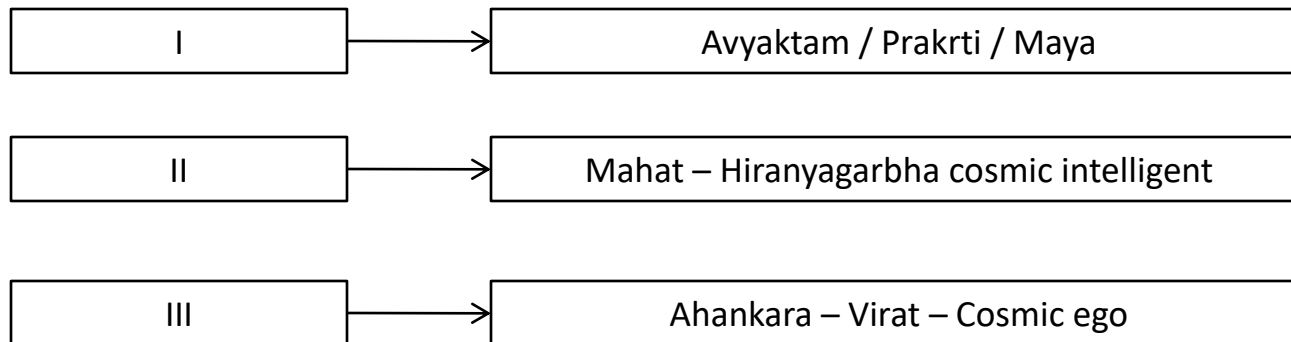 I Avyaktam / Prakrti / Maya
II Mahat – Hiranyagarbha cosmic intelligent
III Ahankara – Virat – Cosmic ego